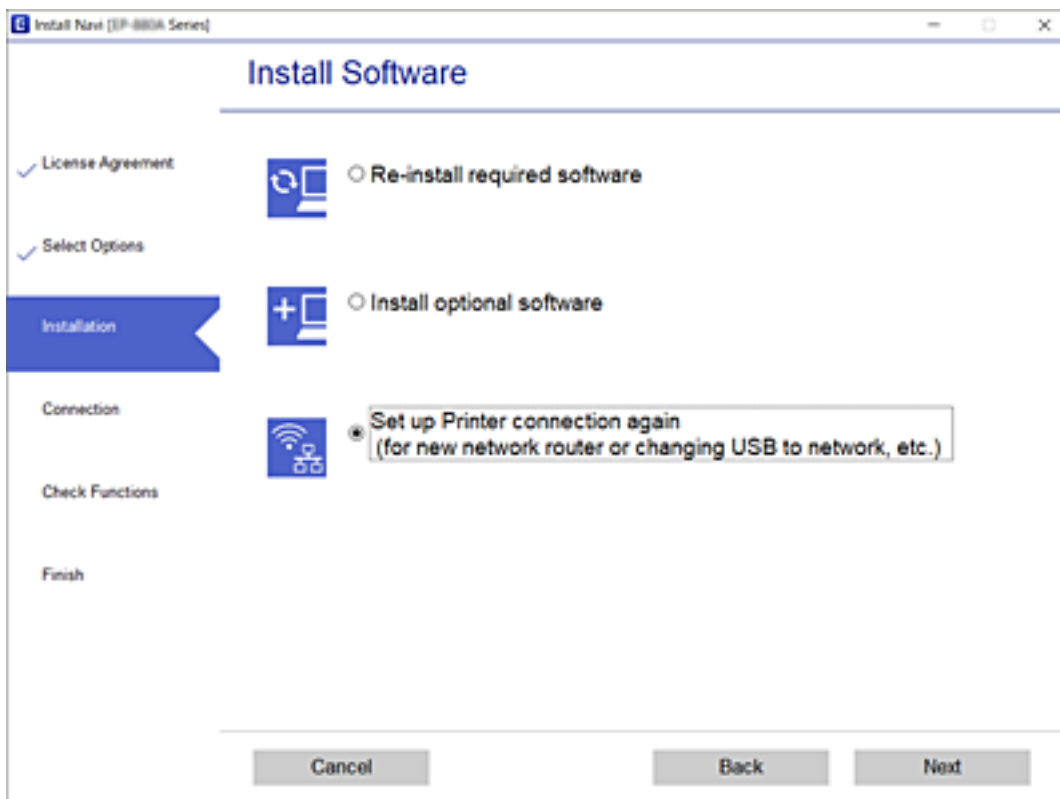 Install Navi [ Series]
Install Software
License Agreement
Select Options
Installation
Connection
Check Functions
Finish
Re-install required software
Install optional software
Set up Printer connection again
(for new network router or changing USB to network, etc.)
Cancel
Back
Next